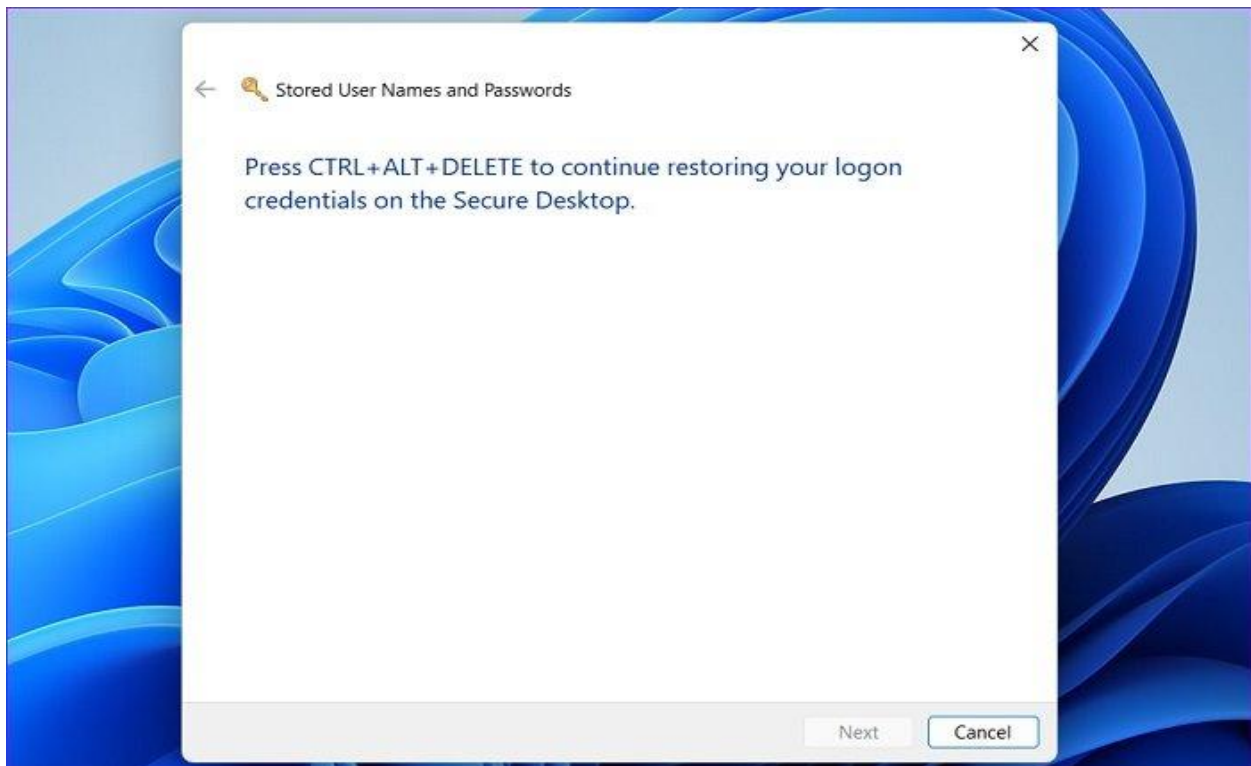 Stored User Names and Passwords
Press CTRL+ALT+DELETE to continue restoring your logon
credentials on the Secure Desktop.
Next
Cancel